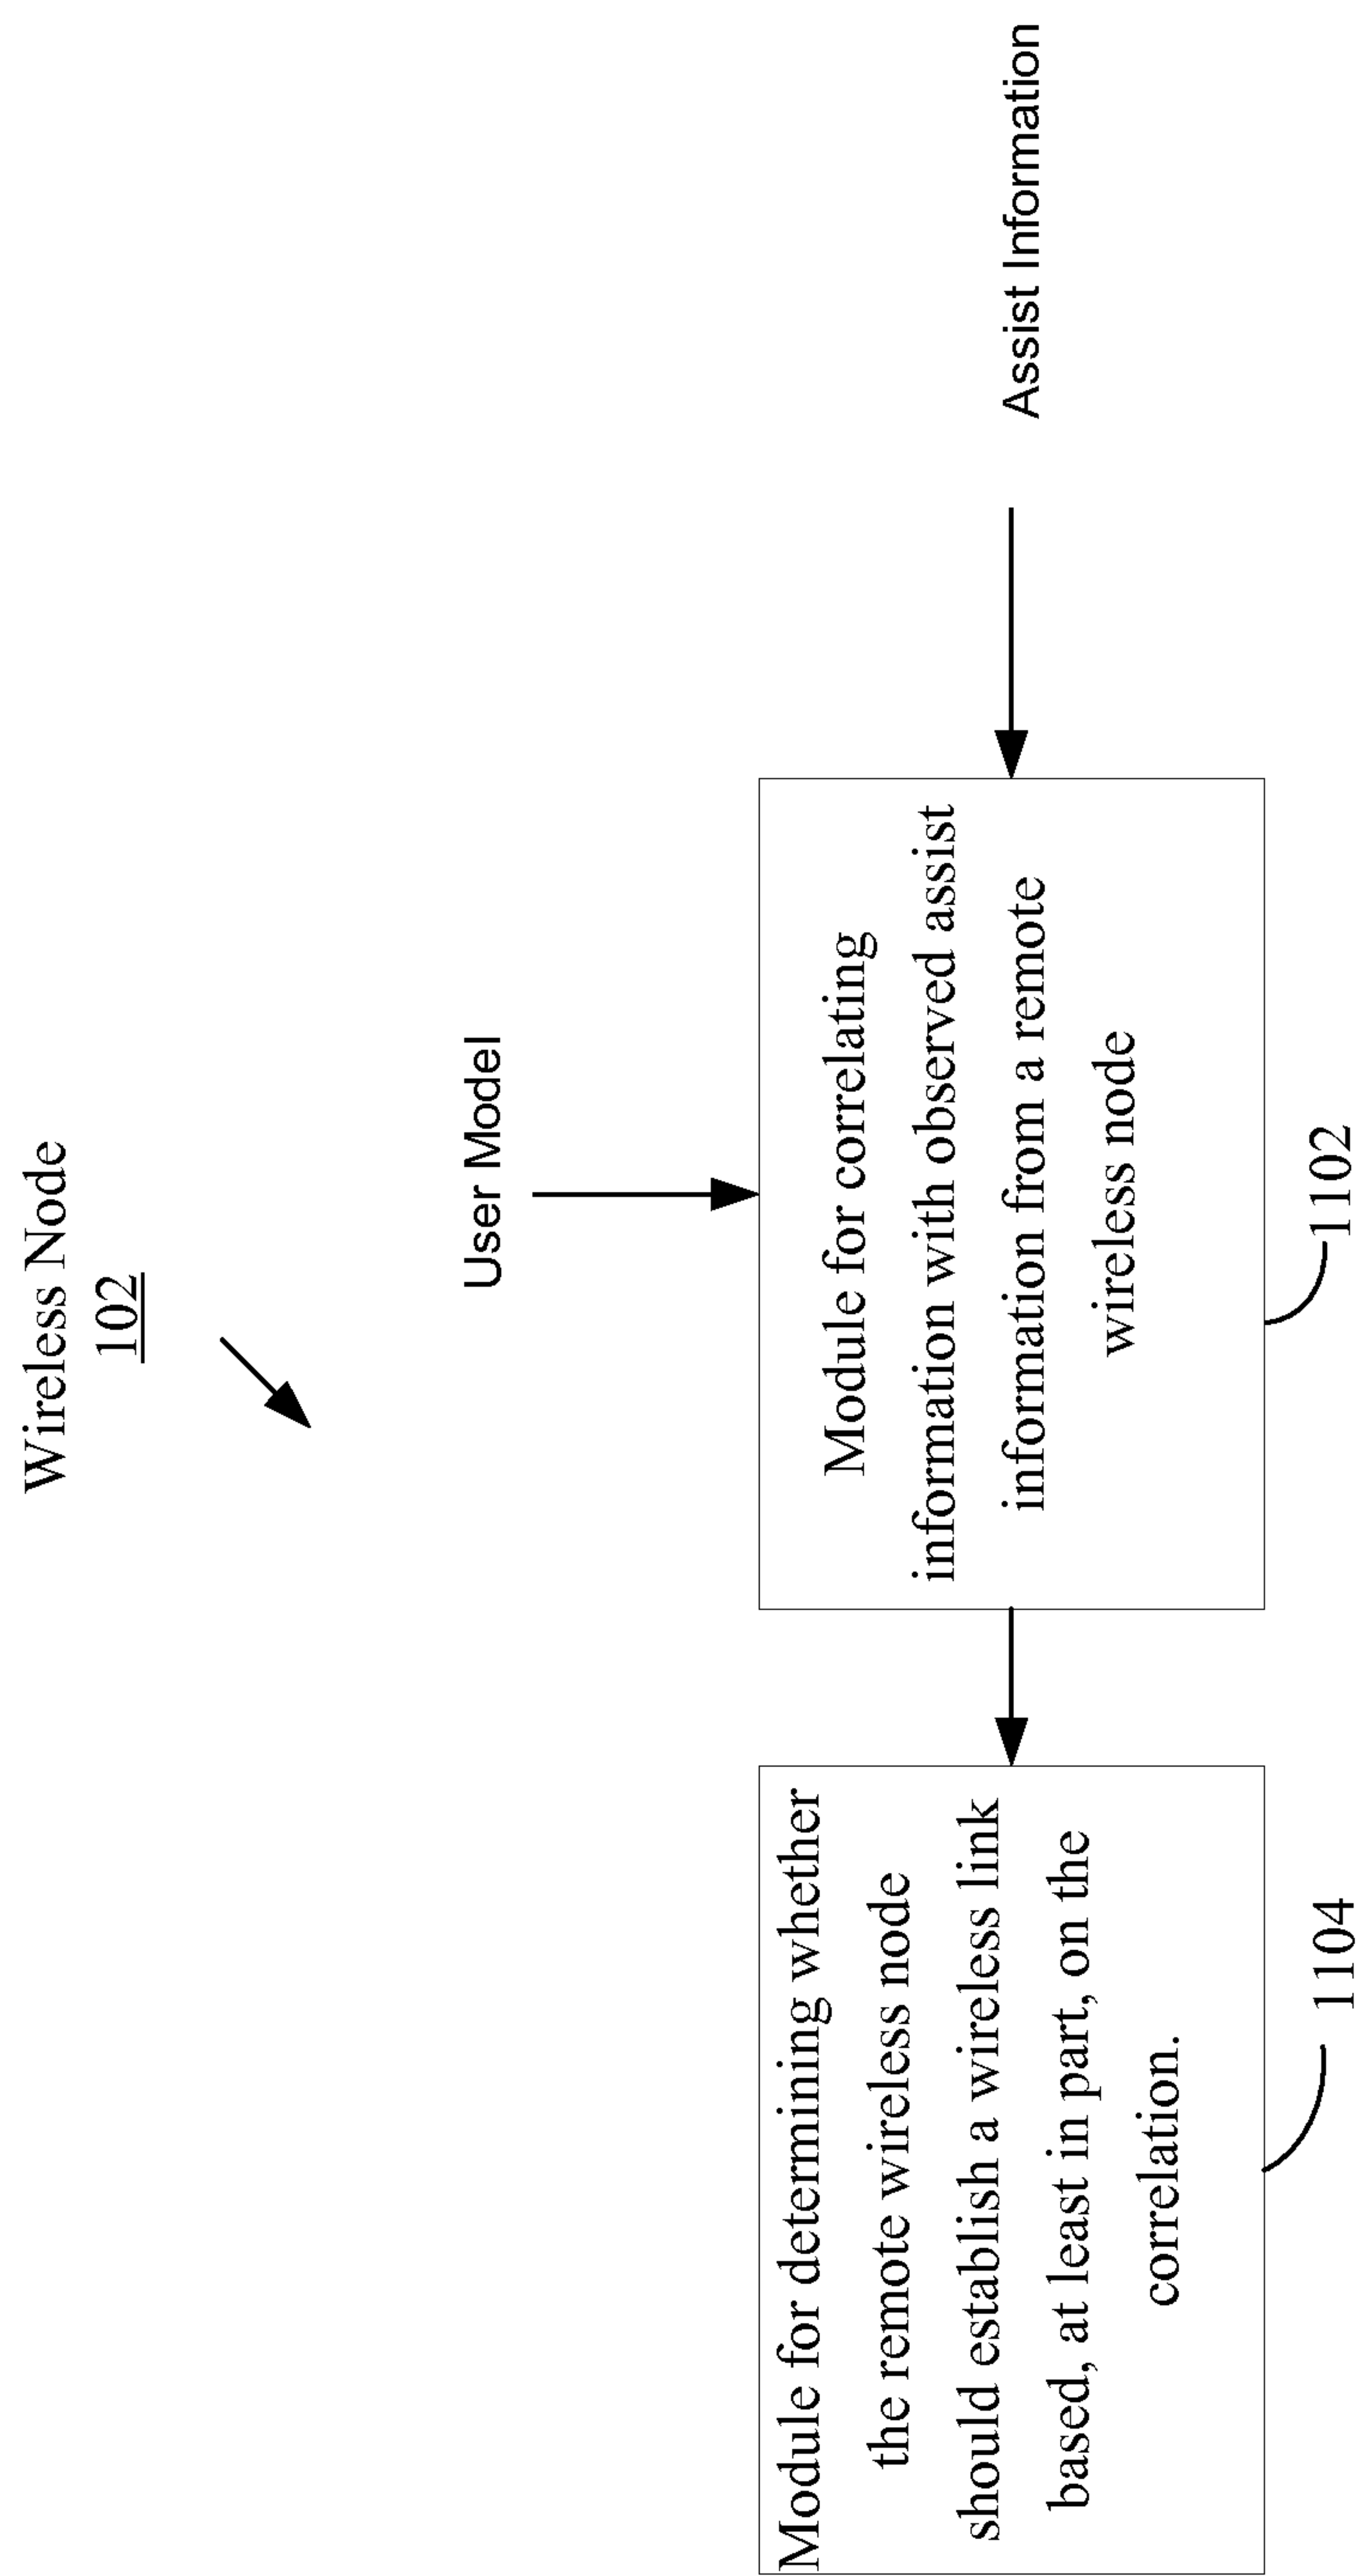 Wireless Node
102
User Model
Assist Information
Module for correlating
information with observed assist
information from a remote
wireless node
1102
Module for determining whether
the remote wireless node
should establish a wireless link
based, at least in part, on the
correlation.
1104